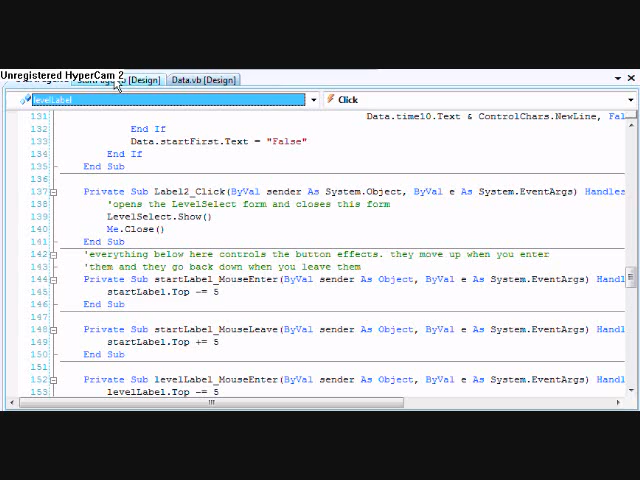 Unregistered HyperCam 2
[Design] Data.vb [Design]
levelLabel Click
131 Data.time10.Text & ControlChars.NewLine, Fal
132 End If
133 Data.startFirst.Text = "False"
134 End If
135 End Sub
136
137 Private Sub Label2_Click(ByVal sender As System.Object, ByVal e As System.EventArgs) Handles
138 'opens the LevelSelect form and closes this form
139 LevelSelect.Show()
140 Me.Close()
141 End Sub
142 'everything below here controls the button effects. they move up when you enter
143 'them and they go back down when you leave them
144 Private Sub startLabel_MouseEnter(ByVal sender As Object, ByVal e As System.EventArgs) Handl
145 startLabel.Top -= 5
146 End Sub
147
148 Private Sub startLabel_MouseLeave(ByVal sender As Object, ByVal e As System.EventArgs) Handl
149 startLabel.Top += 5
150 End Sub
151
152 Private Sub levelLabel_MouseEnter(ByVal sender As Object, ByVal e As System.EventArgs) Handl
153 levelLabel.Top -= 5